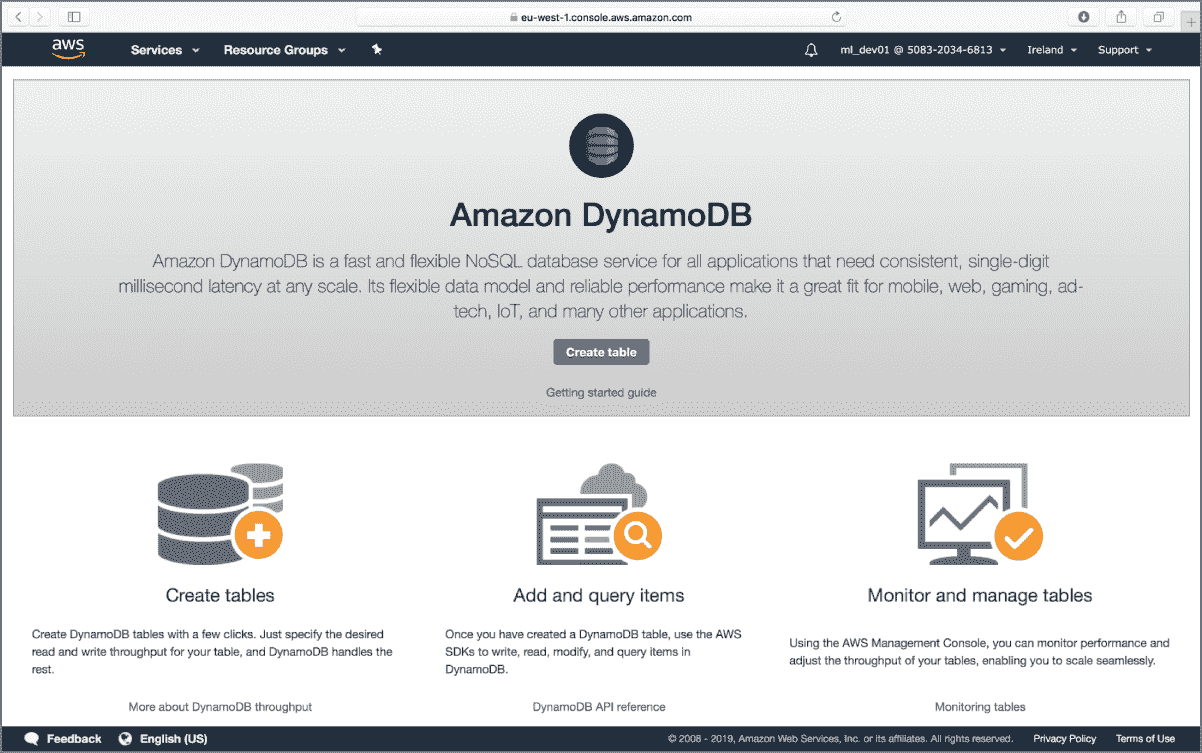 eu-west-1.console.aws.amazon.com
aws Services Resource Groups ml_dev01 @ 5083-2034-6813 Ireland Support
Amazon DynamoDB
Amazon DynamoDB is a fast and flexible NoSQL database service for all applications that need consistent, single-digit
millisecond latency at any scale. Its flexible data model and reliable performance make it a great fit for mobile, web, gaming, ad-
tech, IoT, and many other applications.
Create table
Getting started guide
Create tables
Create DynamoDB tables with a few clicks. Just specify the desired
read and write throughput for your table, and DynamoDB handles the
rest.
More about DynamoDB throughput
Add and query items
Once you have created a DynamoDB table, use the AWS
SDKs to write, read, modify, and query items in
DynamoDB.
DynamoDB API reference
Monitor and manage tables
Using the AWS Management Console, you can monitor performance and
adjust the throughput of your tables, enabling you to scale seamlessly.
Monitoring tables
Feedback English (US) © 2008 - 2019, Amazon Web Services, Inc. or its affiliates. All rights reserved. Privacy Policy Terms of Use